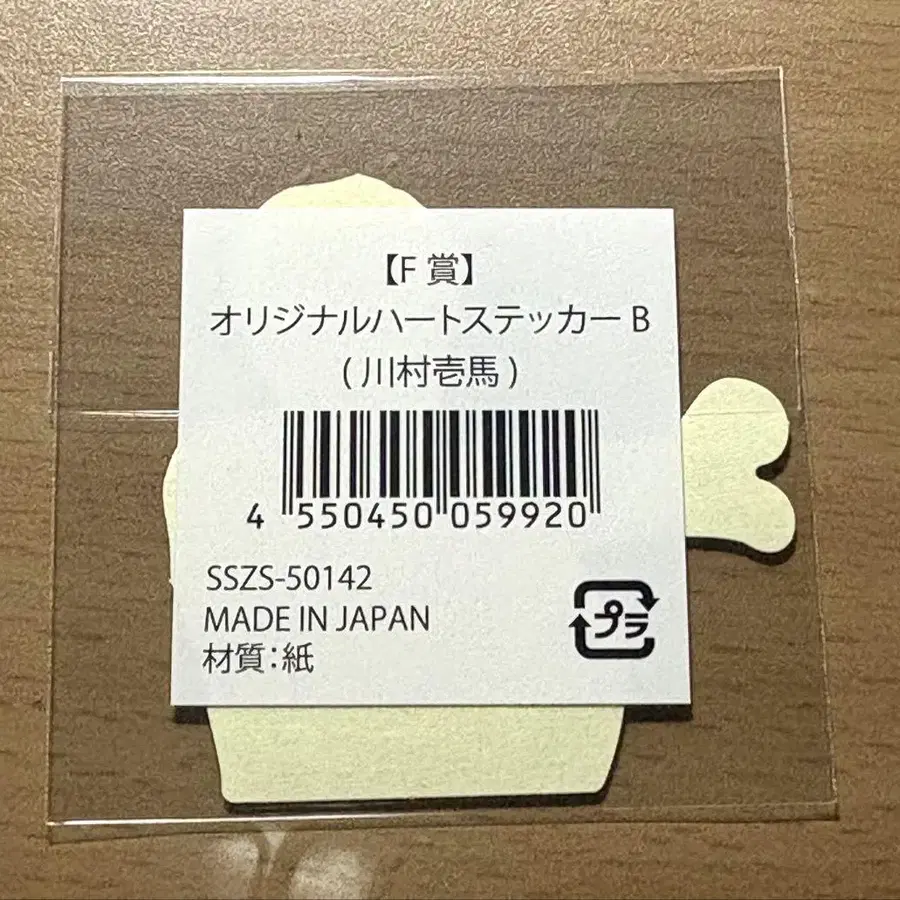 【F 賞】
オリジナルハートステッカー B
( 川村壱馬 )
4 550450 059920
SSZS-50142
MADE IN JAPAN
材質：紙
プラ